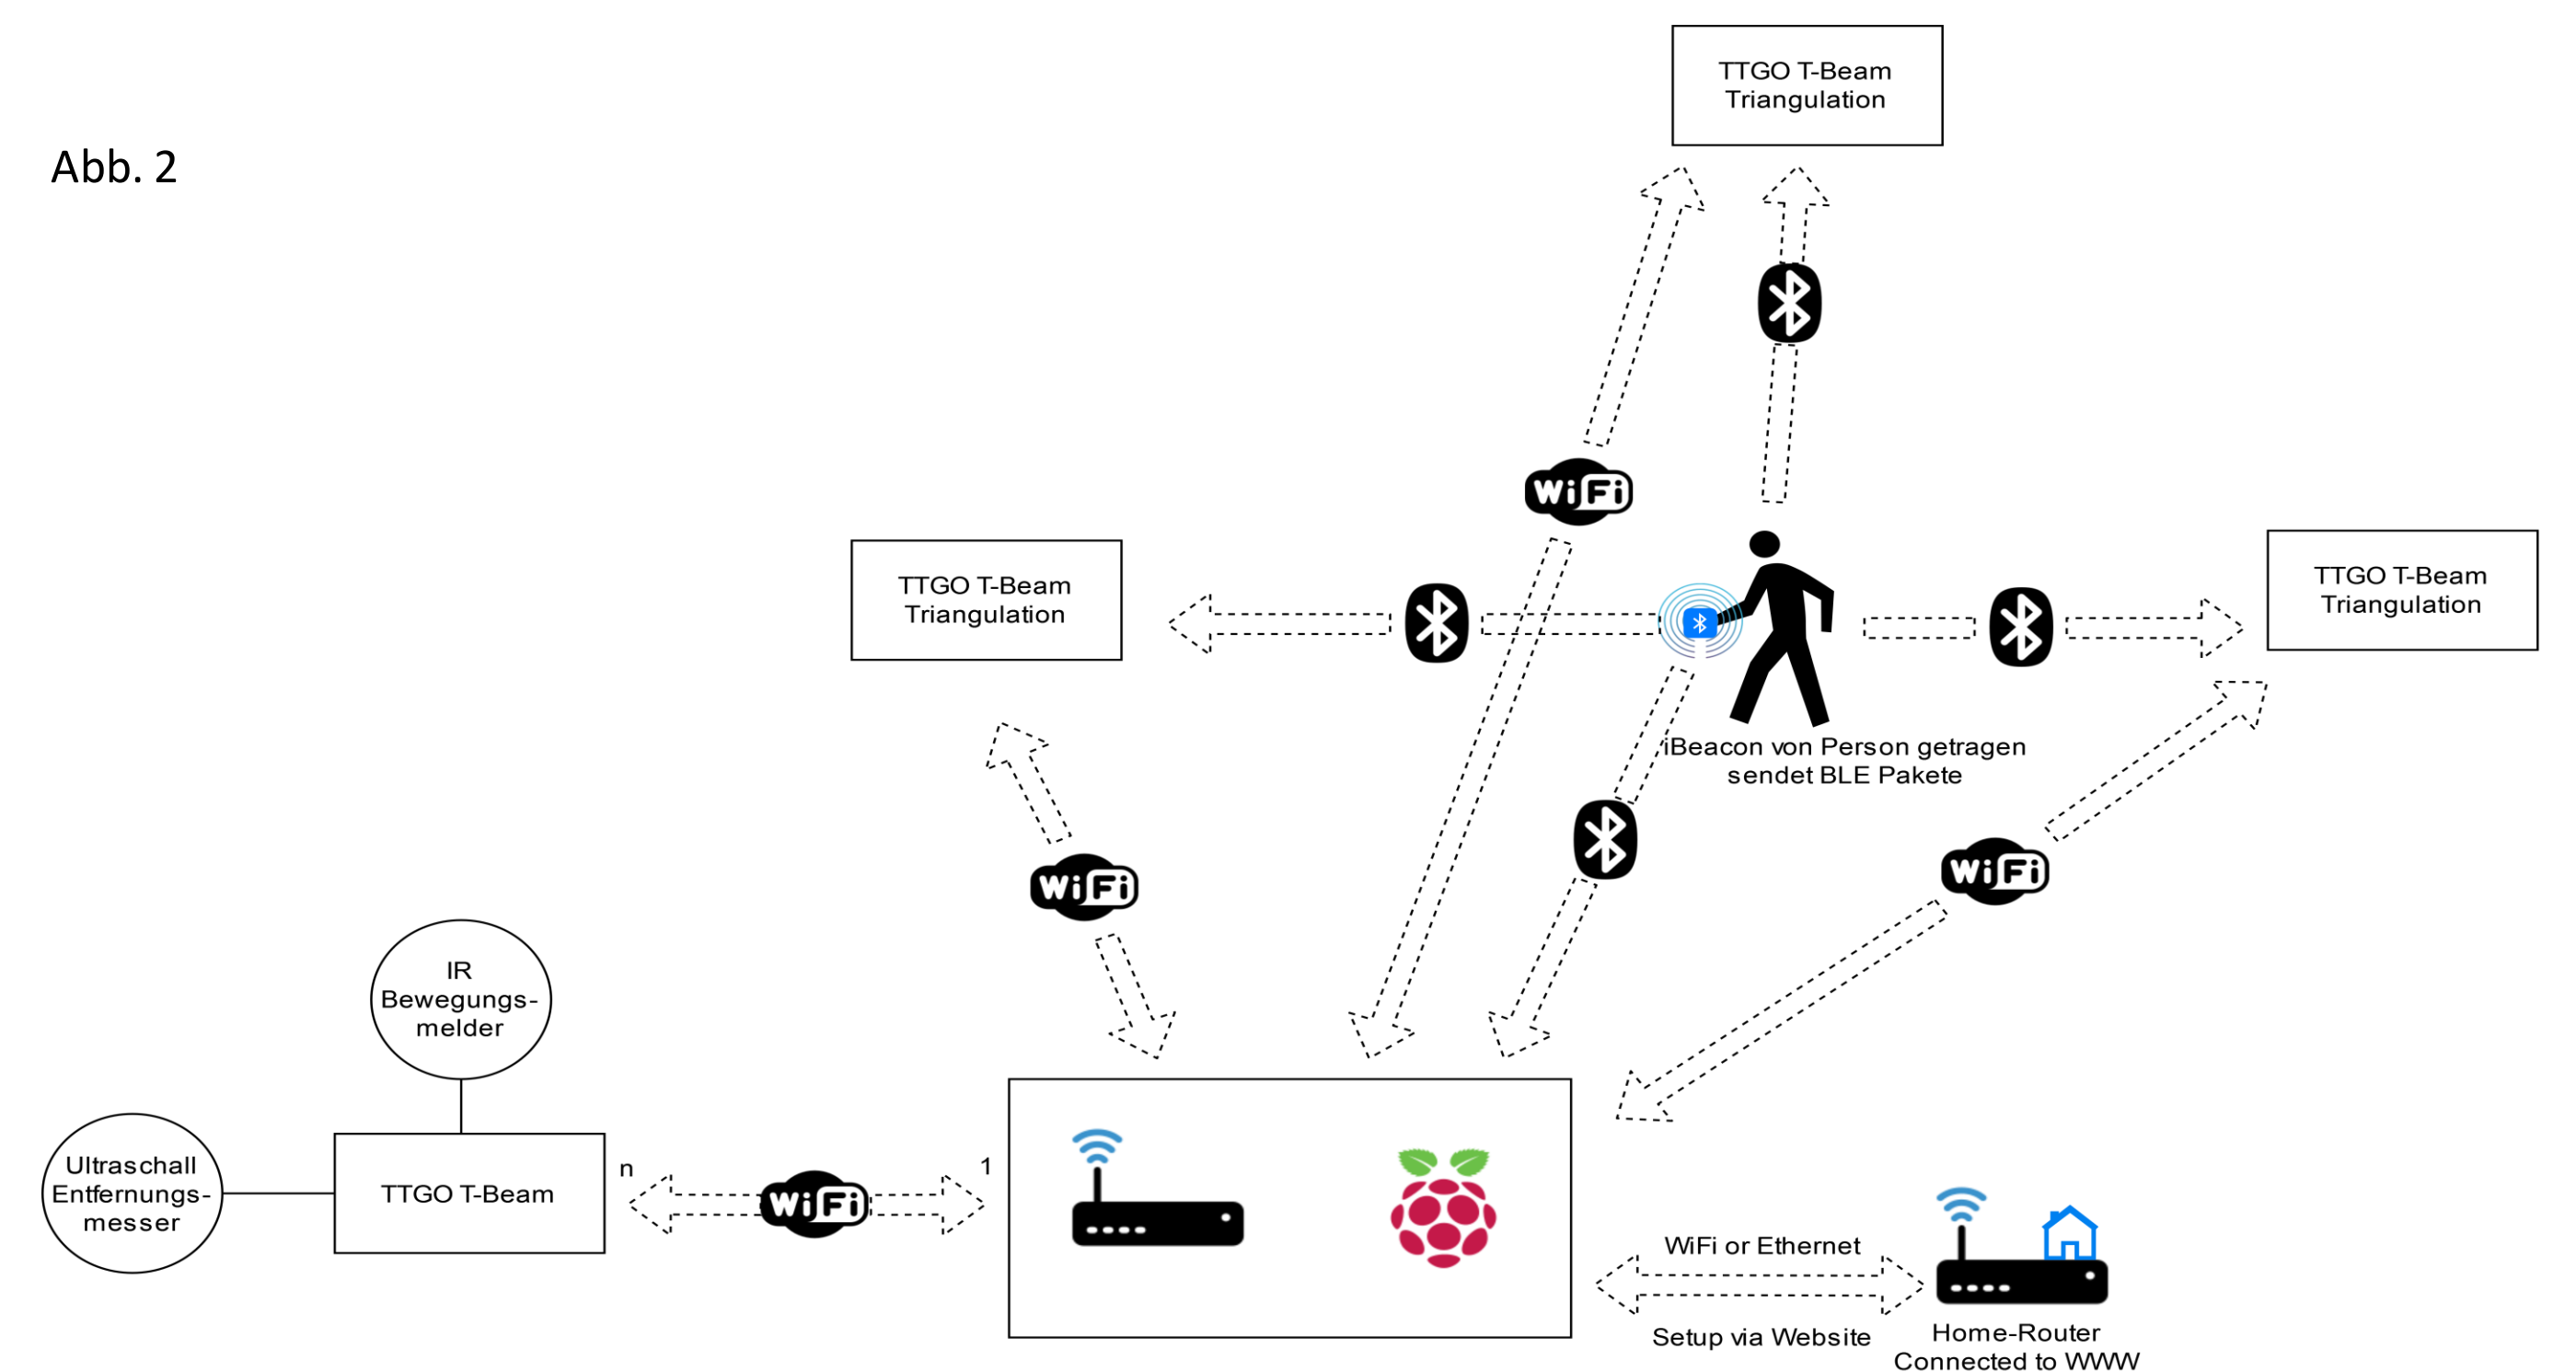 Abb. 2
TTGO T-Beam
Triangulation
WiFi
TTGO T-Beam
Triangulation
TTGO T-Beam
Triangulation
iBeacon von Person getragen
sendet BLE Pakete
WiFi
WiFi
IR
Bewegungs-
melder
Ultraschall
Entfernungs-
messer
TTGO T-Beam
n
WiFi
1
WiFi or Ethernet
Setup via Website
Home-Router
Connected to WWW